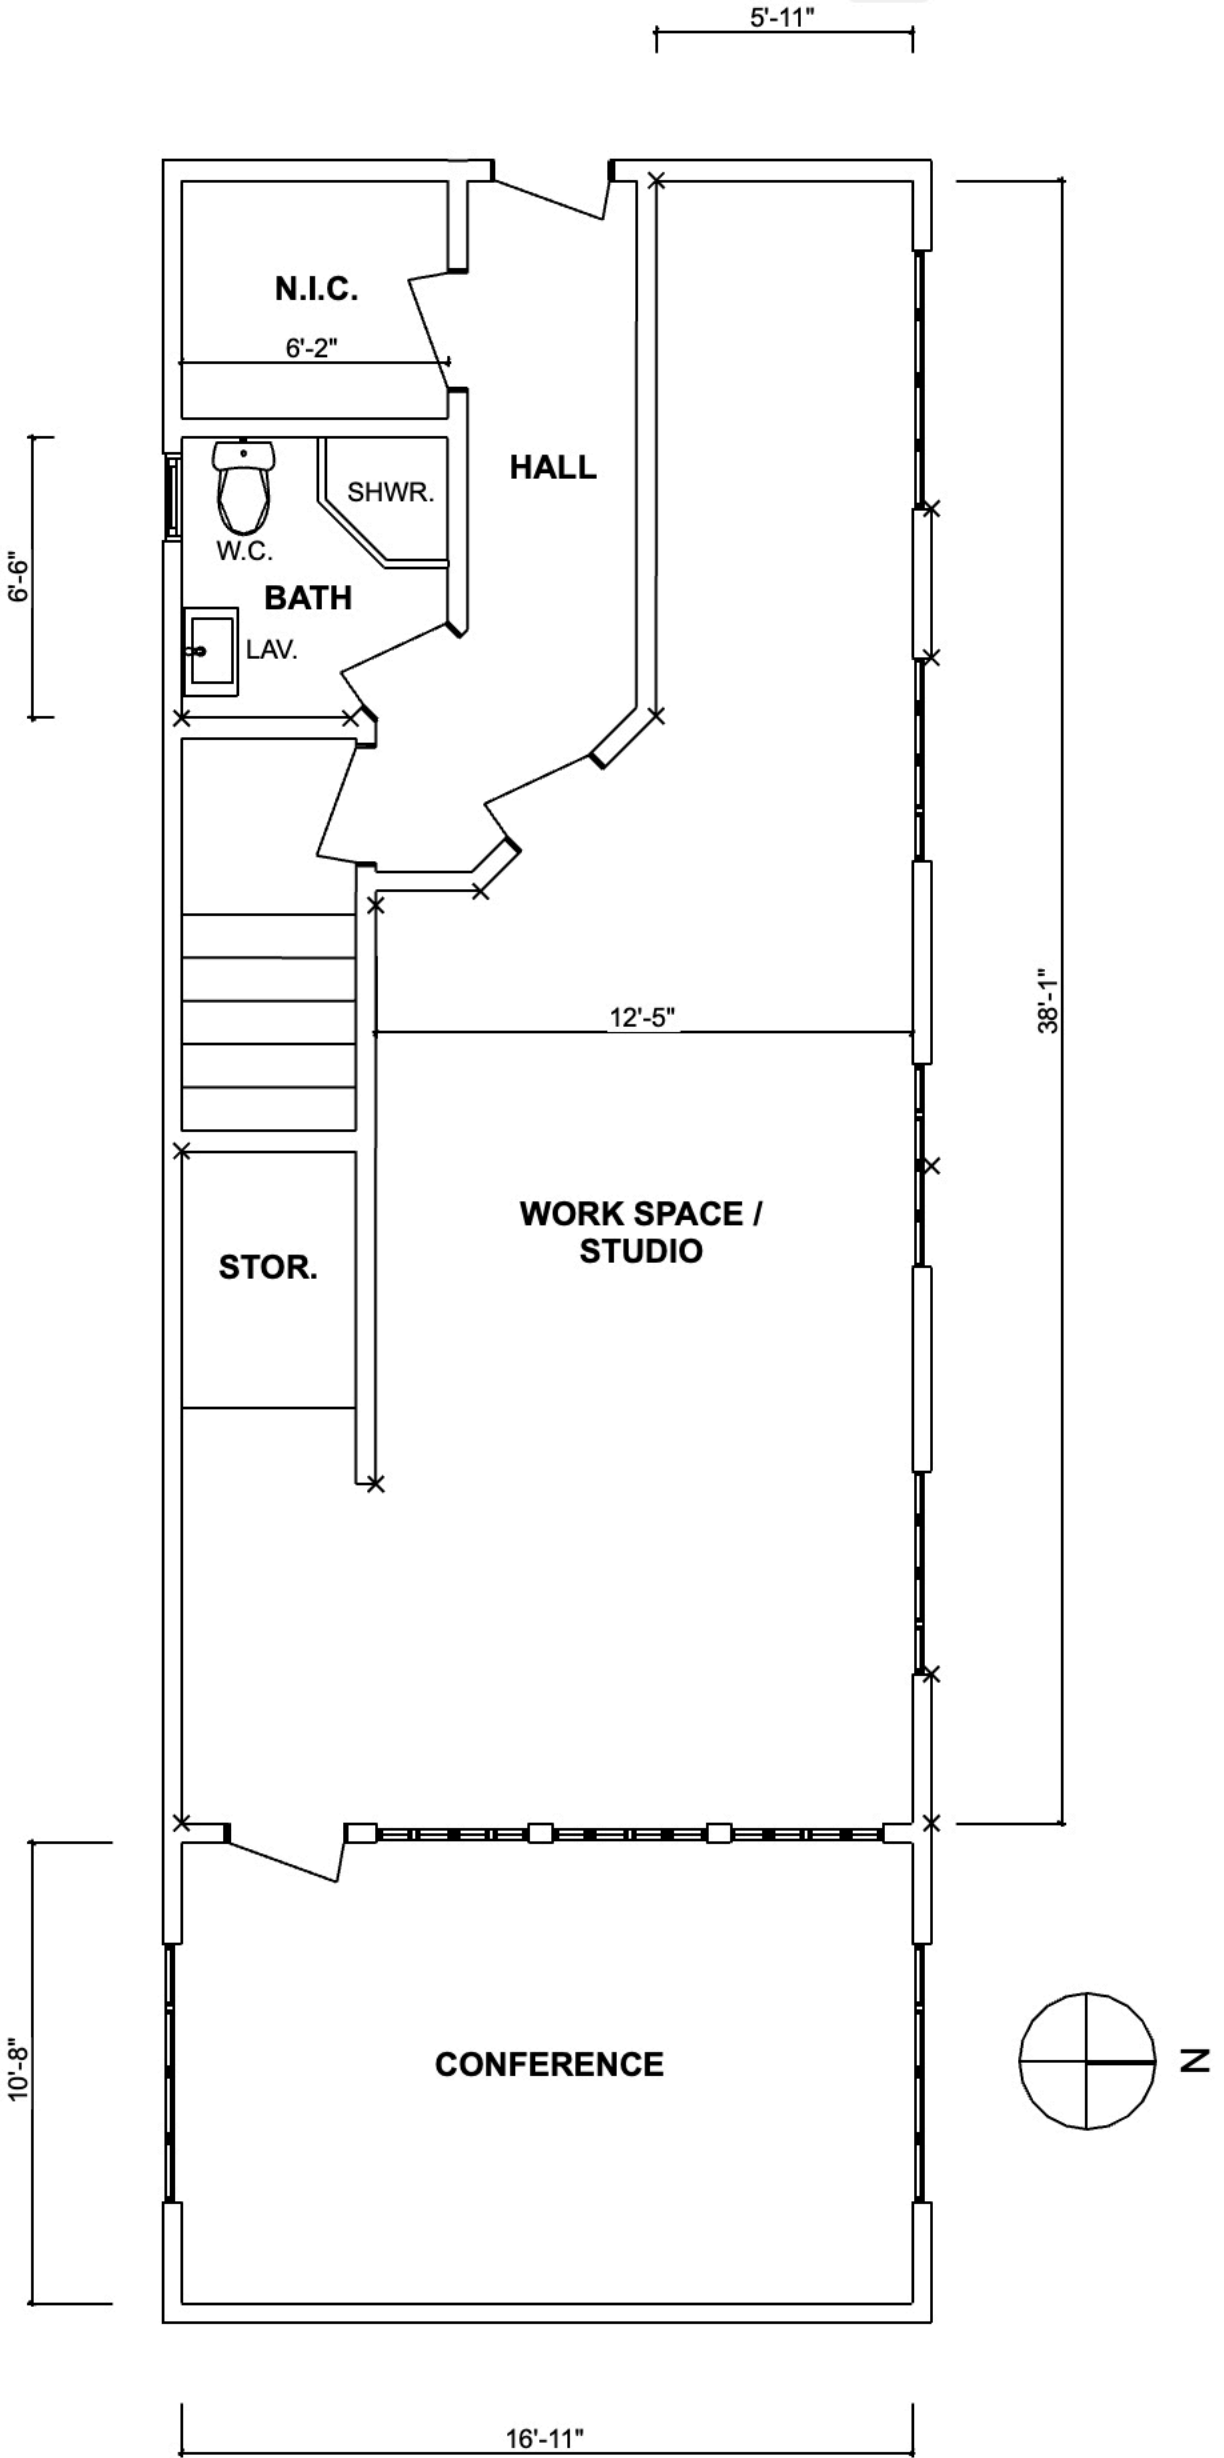 5'-11"
N.I.C.
6'-2"
HALL
SHWR.
W.C.
6'-6"
BATH
LAV.
38'-1"
12'-5"
WORK SPACE /
STUDIO
STOR.
CONFERENCE
N
10'-8"
16'-11"